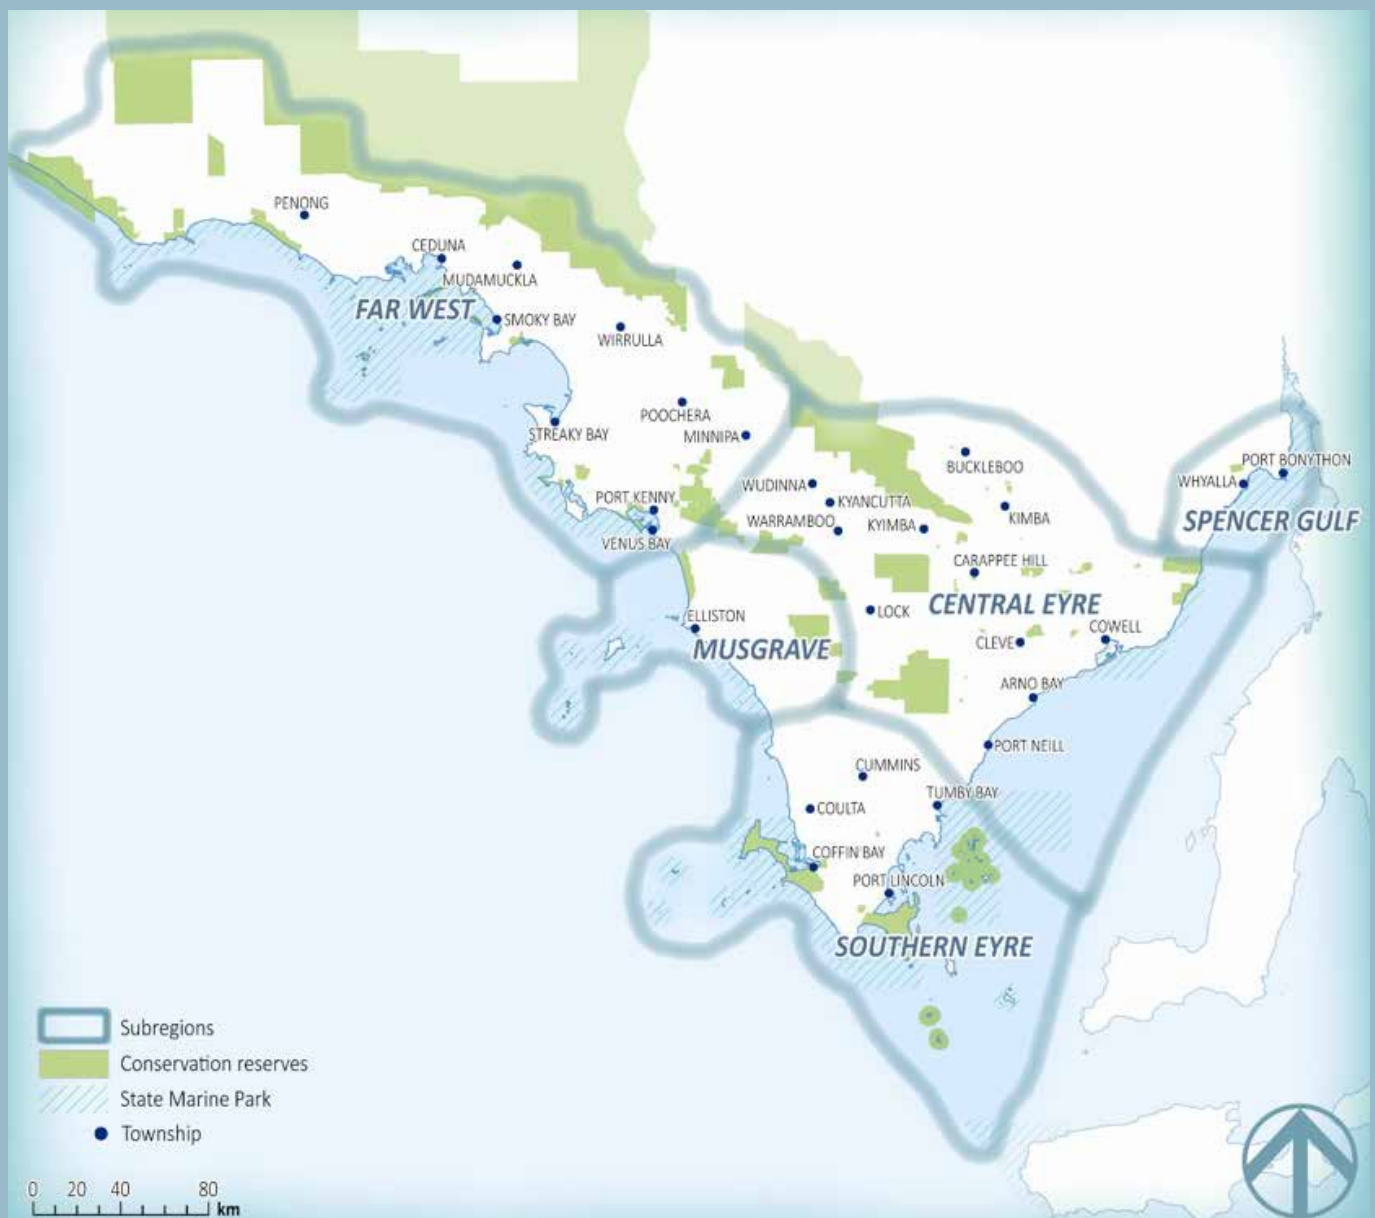 PENONG
CEDUNA
MUDAMUCKLA
FAR WEST
SMOKY BAY
WIRRULLA
POOCHERA
STREAKY BAY
MINNIPA
BUCKLEBOO
PORT BONYTHON
WHYALLA
WUDINNA
PORT KENNY
KYANCUTTA
WARRAMBOO
KYIMBA
KIMBA
SPENCER GULF
VENUS BAY
CARAPPEE HILL
CENTRAL EYRE
ELLISTON
LOCK
COWELL
MUSGRAVE
CLEVE
ARNO BAY
PORT NEILL
CUMMINS
TUMBY BAY
COULTA
COFFIN BAY
PORT LINCOLN
SOUTHERN EYRE
Subregions
Conservation reserves
State Marine Park
Township
0 20 40 80
km